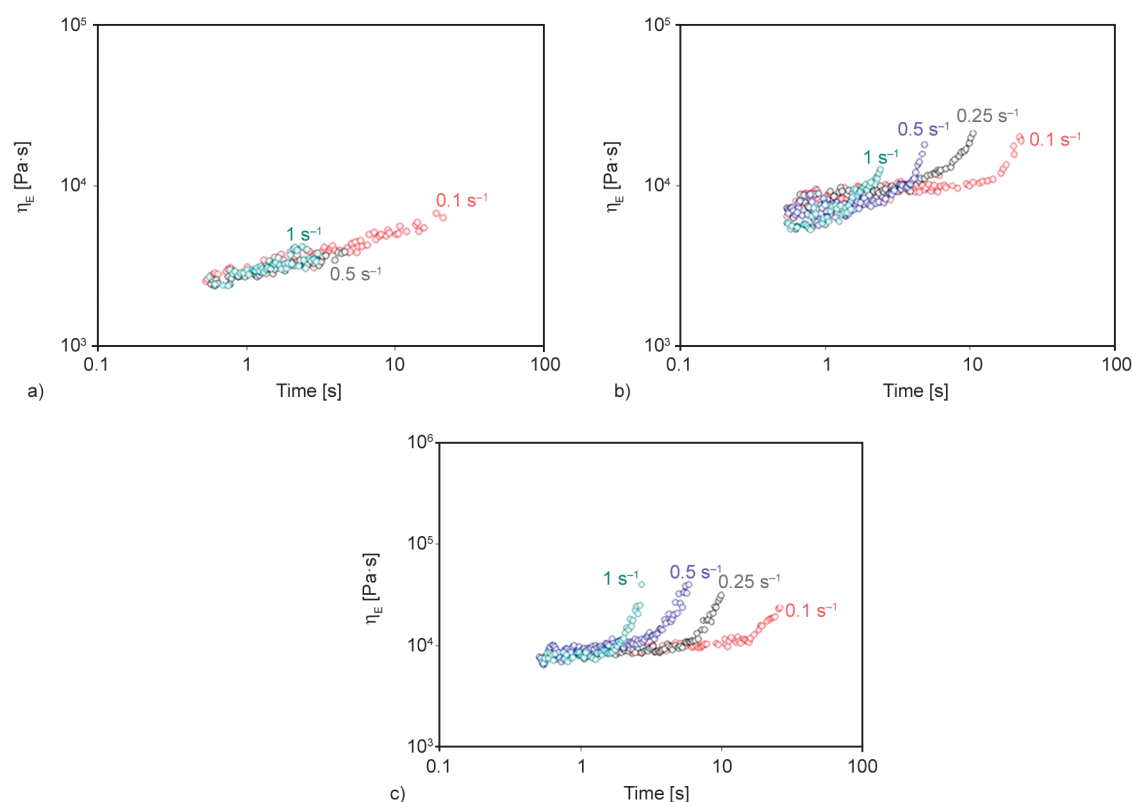 10⁵
10⁴
10³
η_E [Pa·s]
0.1 s⁻¹
1 s⁻¹
0.5 s⁻¹
0.1
1
10
100
Time [s]
a)
10⁵
10⁴
10³
η_E [Pa·s]
0.25 s⁻¹
0.5 s⁻¹
0.1 s⁻¹
1 s⁻¹
0.1
1
10
100
Time [s]
b)
10⁶
10⁵
10⁴
10³
η_E [Pa·s]
1 s⁻¹
0.5 s⁻¹
0.25 s⁻¹
0.1 s⁻¹
0.1
1
10
100
Time [s]
c)